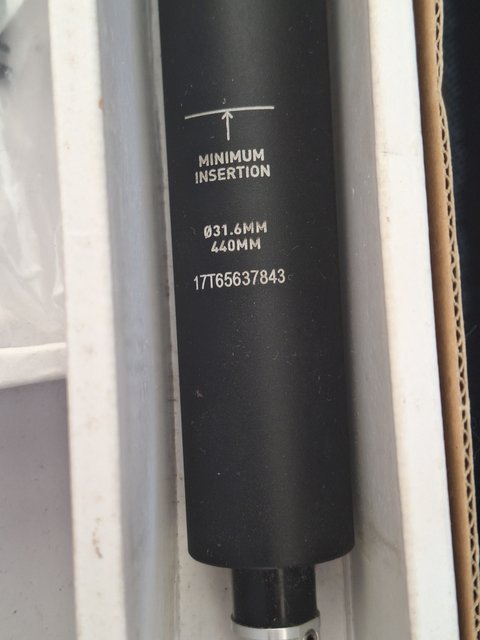 MINIMUM
INSERTION
Ø31.6MM
440MM
17T65637843